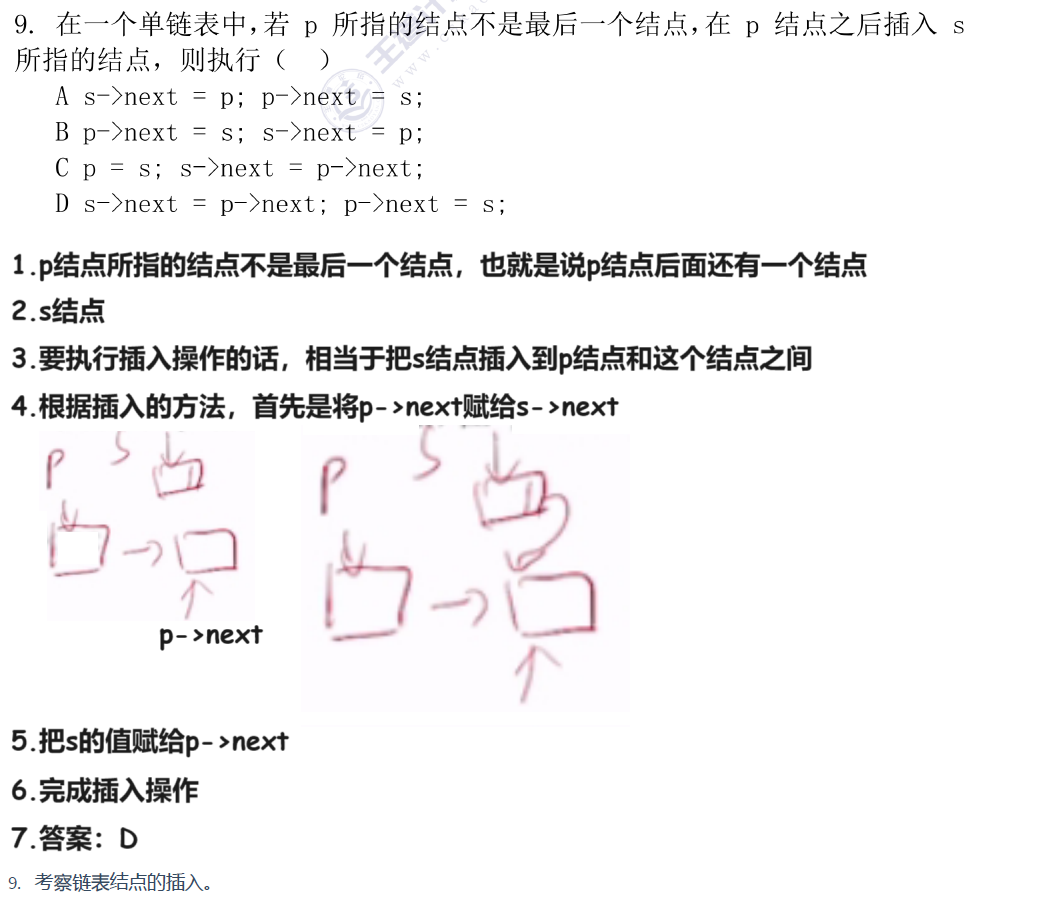 9. 在一个单链表中,若 p 所指的结点不是最后一个结点,在 p 结点之后插入 s
所指的结点，则执行（ ）
A s->next = p; p->next = s;
B p->next = s; s->next = p;
C p = s; s->next = p->next;
D s->next = p->next; p->next = s;
1.p结点所指的结点不是最后一个结点，也就是说p结点后面还有一个结点
2.s结点
3.要执行插入操作的话，相当于把s结点插入到p结点和这个结点之间
4.根据插入的方法，首先是将p->next赋给s->next
p S
p S
p->next
5.把s的值赋给p->next
6.完成插入操作
7.答案：D
9. 考察链表结点的插入。